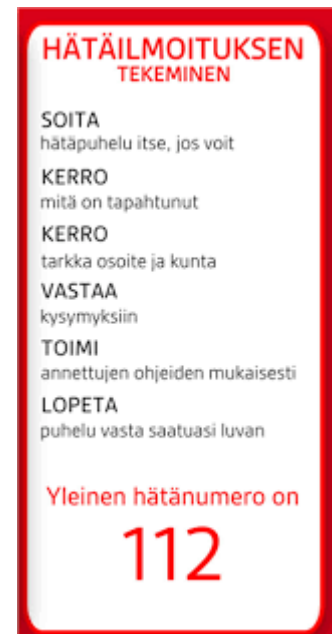 HÄTÄILMOITUKSEN
TEKEMINEN
SOITA
hätäpuhelu itse, jos voit
KERRO
mitä on tapahtunut
KERRO
tarkka osoite ja kunta
VASTAA
kysymyksiin
TOIMI
annettujen ohjeiden mukaisesti
LOPETA
puhelu vasta saatuasi luvan
Yleinen hätänumero on
112